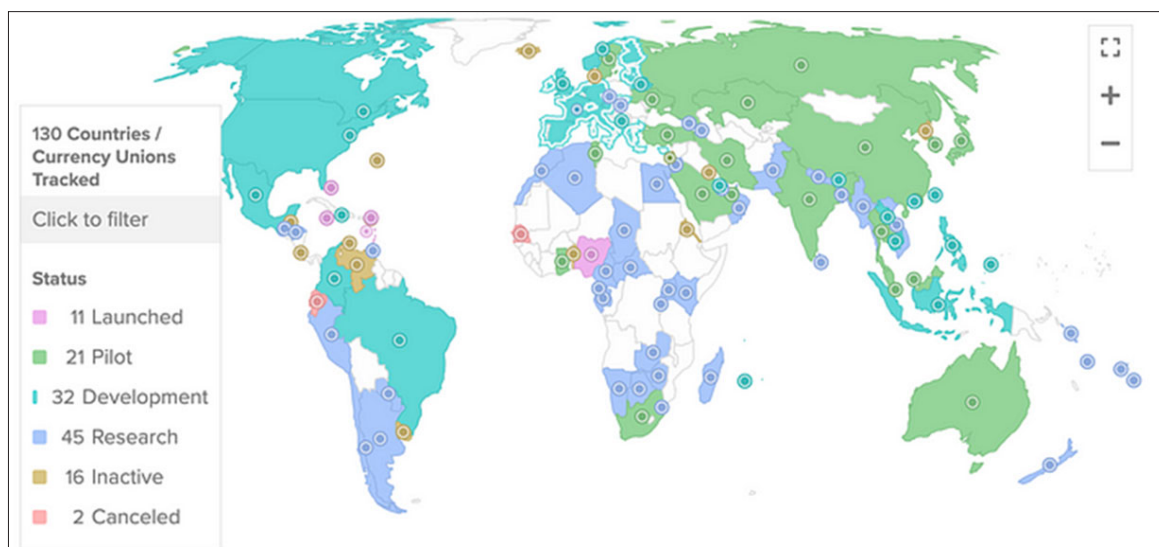 130 Countries /
Currency Unions
Tracked
Click to filter
Status
11 Launched
21 Pilot
32 Development
45 Research
16 Inactive
2 Canceled